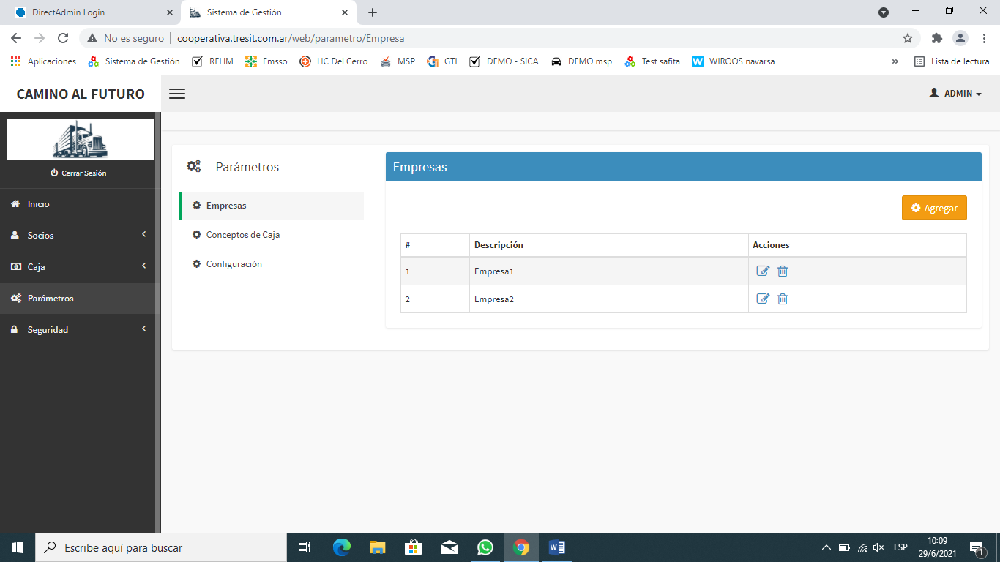 DirectAdmin Login
Sistema de Gestión
No es seguro
cooperativa.tresit.com.ar/web/parametro/Empresa
Aplicaciones
Sistema de Gestión
RELIM
Emsso
HC Del Cerro
MSP
GTI
DEMO - SICA
DEMO msp
Test safita
W WIROOS navarsa
»
Lista de lectura
CAMINO AL FUTURO
ADMIN
Cerrar Sesión
Inicio
Socios
Caja
Parámetros
Seguridad
Parámetros
Empresas
Conceptos de Caja
Configuración
Empresas
Agregar
# Descripción Acciones
1 Empresa1
2 Empresa2
Escribe aquí para buscar
ESP
10:09
29/6/2021
1